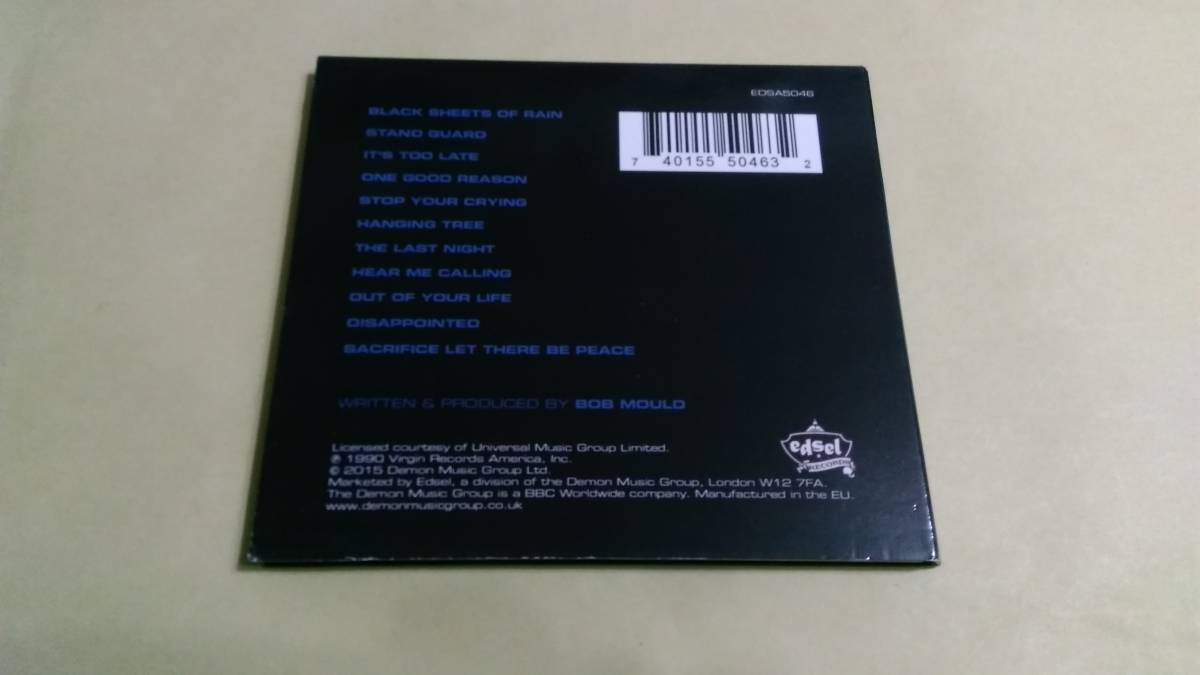 EDSA5046
BLACK SHEETS OF RAIN
STAND GUARD
IT'S TOO LATE
ONE GOOD REASON
STOP YOUR CRYING
HANGING TREE
THE LAST NIGHT
HEAR ME CALLING
OUT OF YOUR LIFE
DISAPPOINTED
SACRIFICE LET THERE BE PEACE
7 40155 50463 2
WRITTEN & PRODUCED BY BOB MOULD
Licensed courtesy of Universal Music Group Limited.
℗ 1990 Virgin Records America, Inc.
© 2015 Demon Music Group Ltd.
Marketed by Edsel, a division of the Demon Music Group, London W12 7FA.
The Demon Music Group is a BBC Worldwide company. Manufactured in the EU.
www.demonmusicgroup.co.uk
edsel
RECORDS